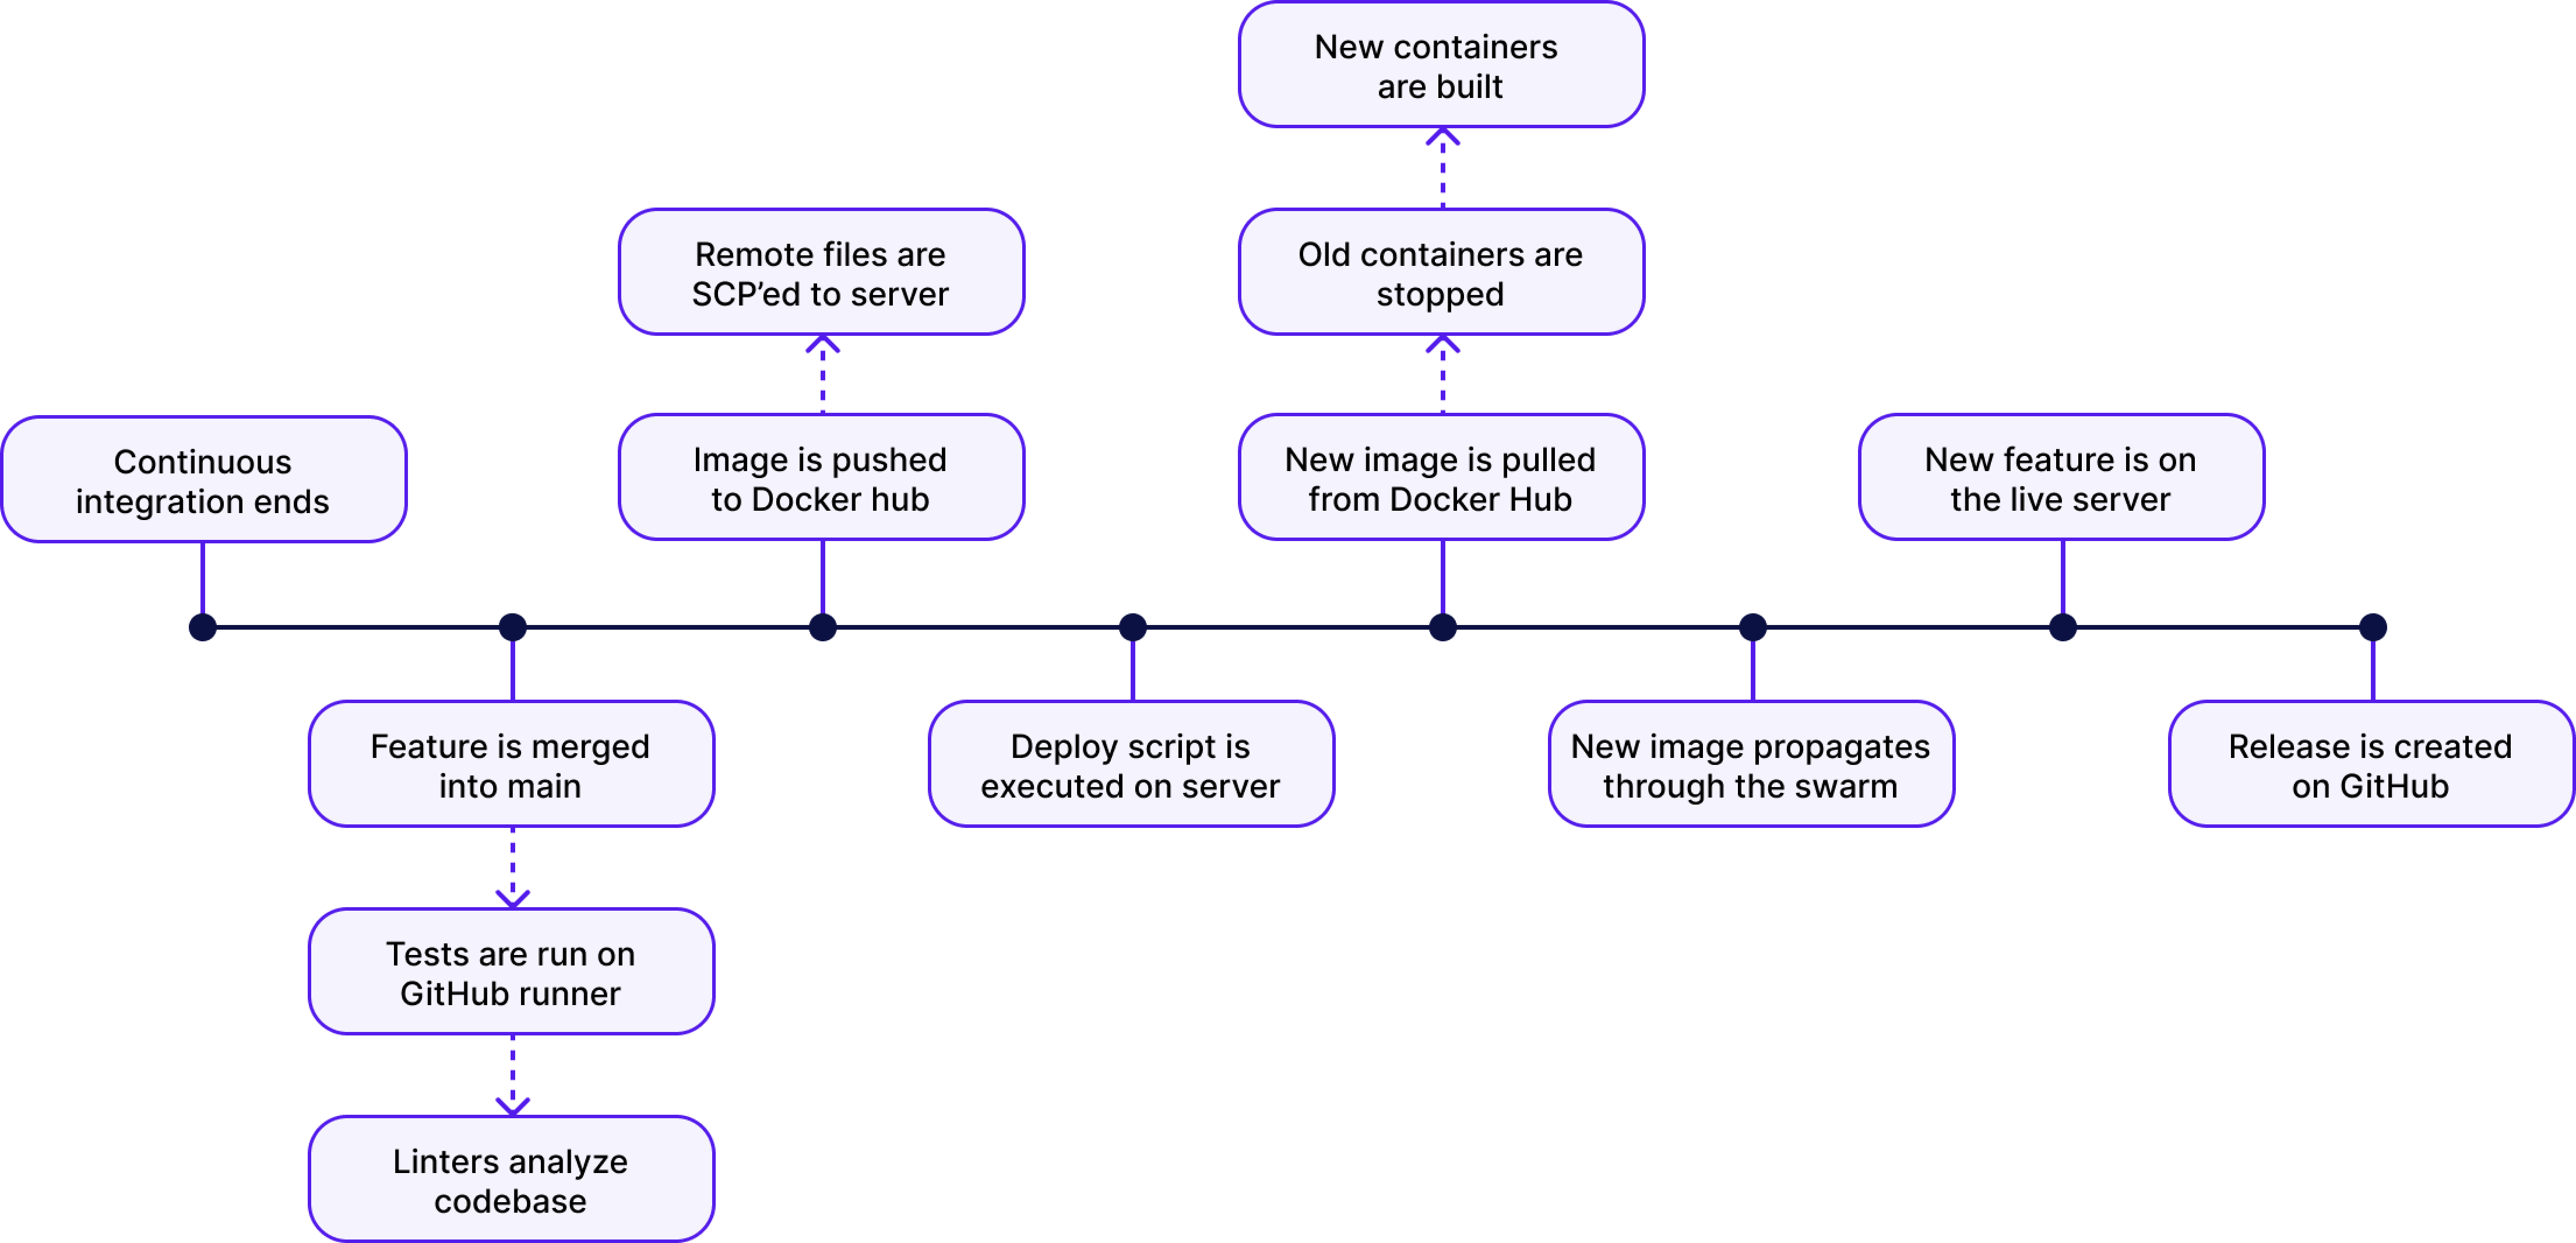 New containers
are built
Remote files are
SCP’ed to server
Old containers are
stopped
Continuous
integration ends
Image is pushed
to Docker hub
New image is pulled
from Docker Hub
New feature is on
the live server
Feature is merged
into main
Deploy script is
executed on server
New image propagates
through the swarm
Release is created
on GitHub
Tests are run on
GitHub runner
Linters analyze
codebase